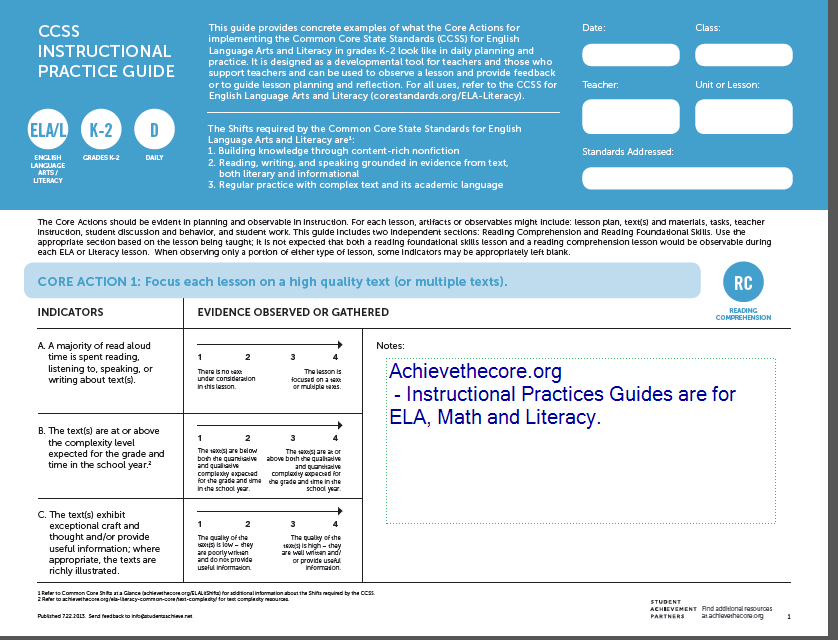 CCSS
INSTRUCTIONAL
PRACTICE GUIDE
ELA/L
ENGLISH
LANGUAGE
ARTS /
LITERACY
K-2
GRADES K-2
D
DAILY
This guide provides concrete examples of what the Core Actions for
implementing the Common Core State Standards (CCSS) for English
Language Arts and Literacy in grades K-2 look like in daily planning and
practice. It is designed as a developmental tool for teachers and those who
support teachers and can be used to observe a lesson and provide feedback
or to guide lesson planning and reflection. For all uses, refer to the CCSS for
English Language Arts and Literacy (corestandards.org/ELA-Literacy).
The Shifts required by the Common Core State Standards for English
Language Arts and Literacy are¹:
1. Building knowledge through content-rich nonfiction
2. Reading, writing, and speaking grounded in evidence from text,
both literary and informational
3. Regular practice with complex text and its academic language
Date:
Class:
Teacher:
Unit or Lesson:
Standards Addressed:
The Core Actions should be evident in planning and observable in instruction. For each lesson, artifacts or observables might include: lesson plan, text(s) and materials, tasks, teacher
instruction, student discussion and behavior, and student work. This guide includes two independent sections: Reading Comprehension and Reading Foundational Skills. Use the
appropriate section based on the lesson being taught; it is not expected that both a reading foundational skills lesson and a reading comprehension lesson would be observable during
each ELA or Literacy lesson. When observing only a portion of either type of lesson, some indicators may be appropriately left blank.
CORE ACTION 1: Focus each lesson on a high quality text (or multiple texts).
RC
READING
COMPREHENSION
INDICATORS
EVIDENCE OBSERVED OR GATHERED
A. A majority of read aloud
time is spent reading,
listening to, speaking, or
writing about text(s).
1 2 3 4
There is no text
under consideration
in this lesson.
The lesson is
focused on a text
or multiple texts.
Notes:
Achievethecore.org
- Instructional Practices Guides are for
ELA, Math and Literacy.
B. The text(s) are at or above
the complexity level
expected for the grade and
time in the school year.²
1 2 3 4
The text(s) are below
both the quantitative
and qualitative
complexity expected
for the grade and time
in the school year.
The text(s) are at or
above both the qualitative
and quantitative
complexity expected for
the grade and time in the
school year.
C. The text(s) exhibit
exceptional craft and
thought and/or provide
useful information; where
appropriate, the texts are
richly illustrated.
1 2 3 4
The quality of the
text(s) is low – they
are poorly written
and do not provide
useful information.
The quality of the
text(s) is high – they
are well written and/
or provide useful
information.
1 Refer to Common Core Shifts at a Glance (achievethecore.org/ELALitShifts) for additional information about the Shifts required by the CCSS.
2 Refer to achievethecore.org/ela-literacy-common-core/text-complexity/ for text complexity resources.
Published 7.22.2013. Send feedback to info@studentsachieve.net
STUDENT
ACHIEVEMENT
PARTNERS
Find additional resources
at achievethecore.org
1